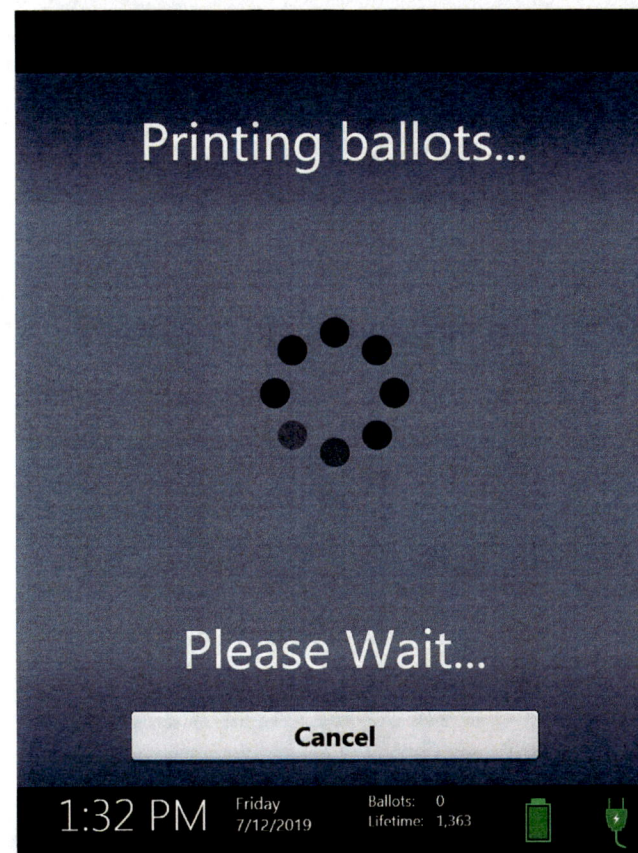 Printing ballots...
Please Wait...
Cancel
1:32 PM Friday Ballots: 0
7/12/2019 Lifetime: 1,363